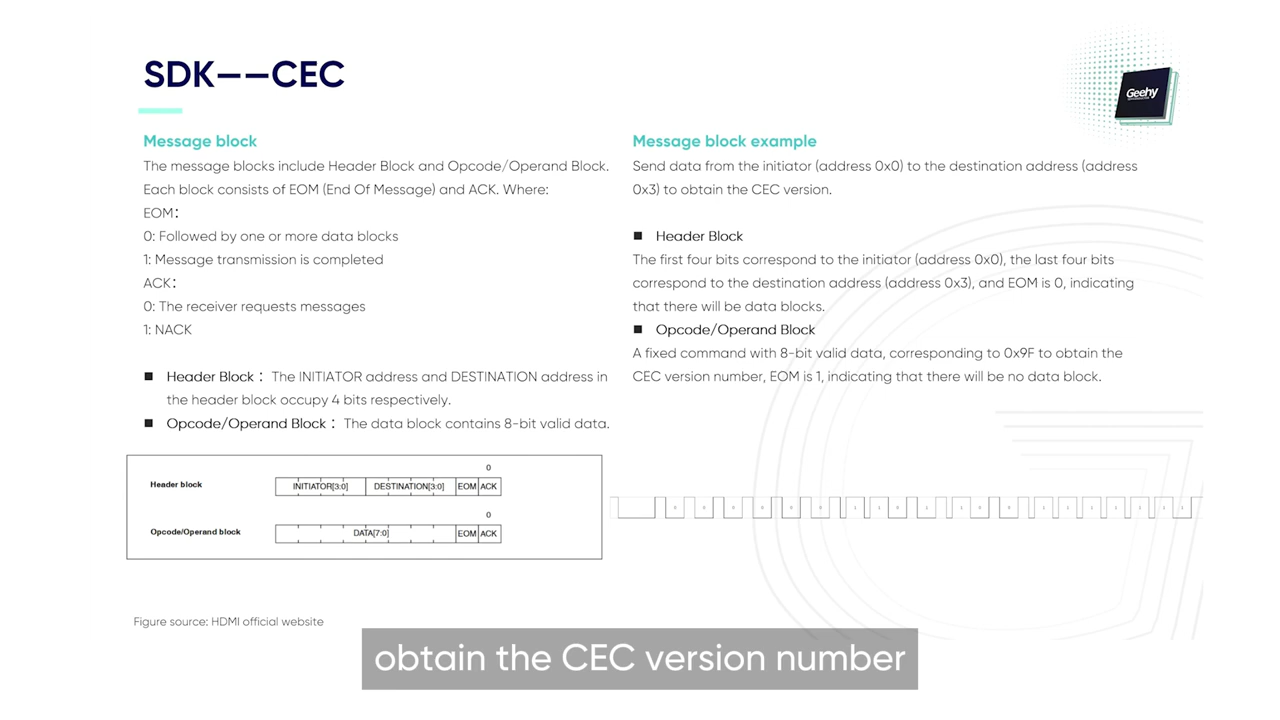 SDK——CEC
Geehy
Message block
The message blocks include Header Block and Opcode/Operand Block.
Each block consists of EOM (End Of Message) and ACK. Where:
EOM：
0: Followed by one or more data blocks
1: Message transmission is completed
ACK：
0: The receiver requests messages
1: NACK
■ Header Block： The INITIATOR address and DESTINATION address in
the header block occupy 4 bits respectively.
■ Opcode/Operand Block： The data block contains 8-bit valid data.
Message block example
Send data from the initiator (address 0x0) to the destination address (address
0x3) to obtain the CEC version.
■ Header Block
The first four bits correspond to the initiator (address 0x0), the last four bits
correspond to the destination address (address 0x3), and EOM is 0, indicating
that there will be data blocks.
■ Opcode/Operand Block
A fixed command with 8-bit valid data, corresponding to 0x9F to obtain the
CEC version number, EOM is 1, indicating that there will be no data block.
0
Header block INITIATOR[3:0] DESTINATION[3:0] EOM ACK
0
Opcode/Operand block DATA[7:0] EOM ACK
Figure source: HDMI official website
obtain the CEC version number